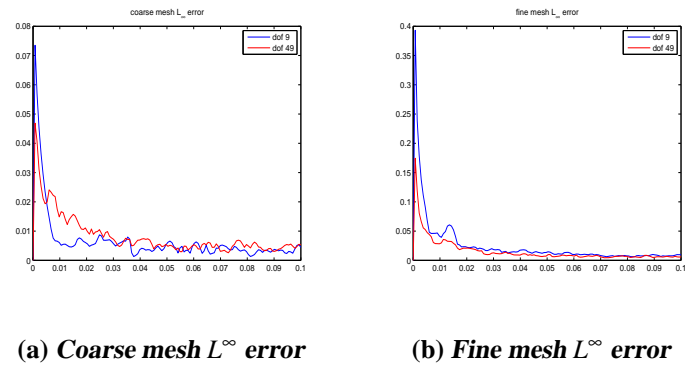 coarse mesh L_ error
fine mesh L_ error
0.08
0.07
0.06
0.05
0.04
0.03
0.02
0.01
0
dof 9
dof 49
0 0.01 0.02 0.03 0.04 0.05 0.06 0.07 0.08 0.09 0.1
0.4
0.35
0.3
0.25
0.2
0.15
0.1
0.05
0
dof 9
dof 49
0 0.01 0.02 0.03 0.04 0.05 0.06 0.07 0.08 0.09 0.1
(a) Coarse mesh L∞ error
(b) Fine mesh L∞ error